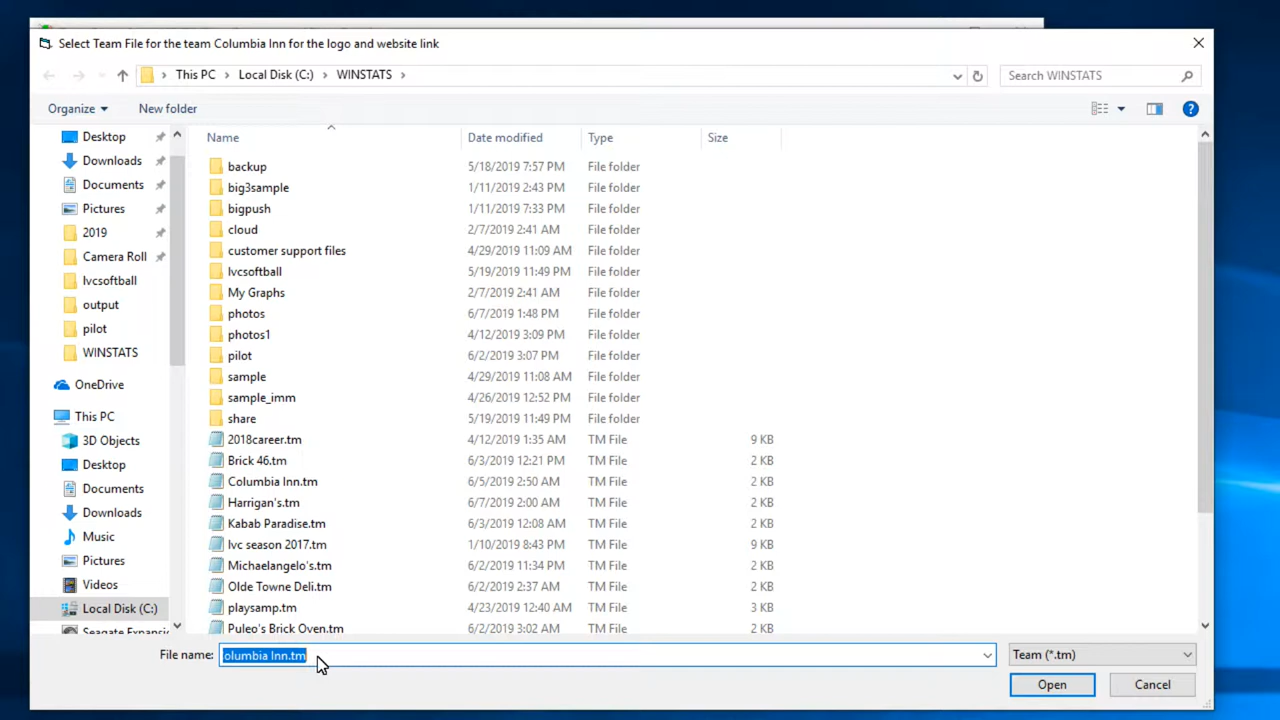 Select Team File for the team Columbia Inn for the logo and website link
This PC > Local Disk (C:) > WINSTATS >
Search WINSTATS
Organize
New folder
Desktop
Downloads
Documents
Pictures
2019
Camera Roll
lvcsoftball
output
pilot
WINSTATS
OneDrive
This PC
3D Objects
Desktop
Documents
Downloads
Music
Pictures
Videos
Local Disk (C:)
Name Date modified Type Size
backup 5/18/2019 7:57 PM File folder
big3sample 1/11/2019 2:43 PM File folder
bigpush 1/11/2019 7:33 PM File folder
cloud 2/7/2019 2:41 AM File folder
customer support files 4/29/2019 11:09 AM File folder
lvcsoftball 5/19/2019 11:49 PM File folder
My Graphs 2/7/2019 2:41 AM File folder
photos 6/7/2019 1:48 PM File folder
photos1 4/12/2019 3:09 PM File folder
pilot 6/2/2019 3:07 PM File folder
sample 4/29/2019 11:08 AM File folder
sample_imm 4/26/2019 12:52 PM File folder
share 5/19/2019 11:49 PM File folder
2018career.tm 4/12/2019 1:35 AM TM File 9 KB
Brick 46.tm 6/3/2019 12:21 PM TM File 2 KB
Columbia Inn.tm 6/5/2019 2:50 AM TM File 2 KB
Harrigan's.tm 6/7/2019 2:00 AM TM File 2 KB
Kabab Paradise.tm 6/3/2019 12:08 AM TM File 2 KB
lvc season 2017.tm 1/10/2019 8:43 PM TM File 9 KB
Michaelangelo's.tm 6/2/2019 11:34 PM TM File 2 KB
Olde Towne Deli.tm 6/2/2019 2:37 AM TM File 2 KB
playsamp.tm 4/23/2019 12:40 AM TM File 3 KB
Puleo's Brick Oven.tm 6/2/2019 3:02 AM TM File 2 KB
File name: olumbia Inn.tm
Team (*.tm)
Open
Cancel